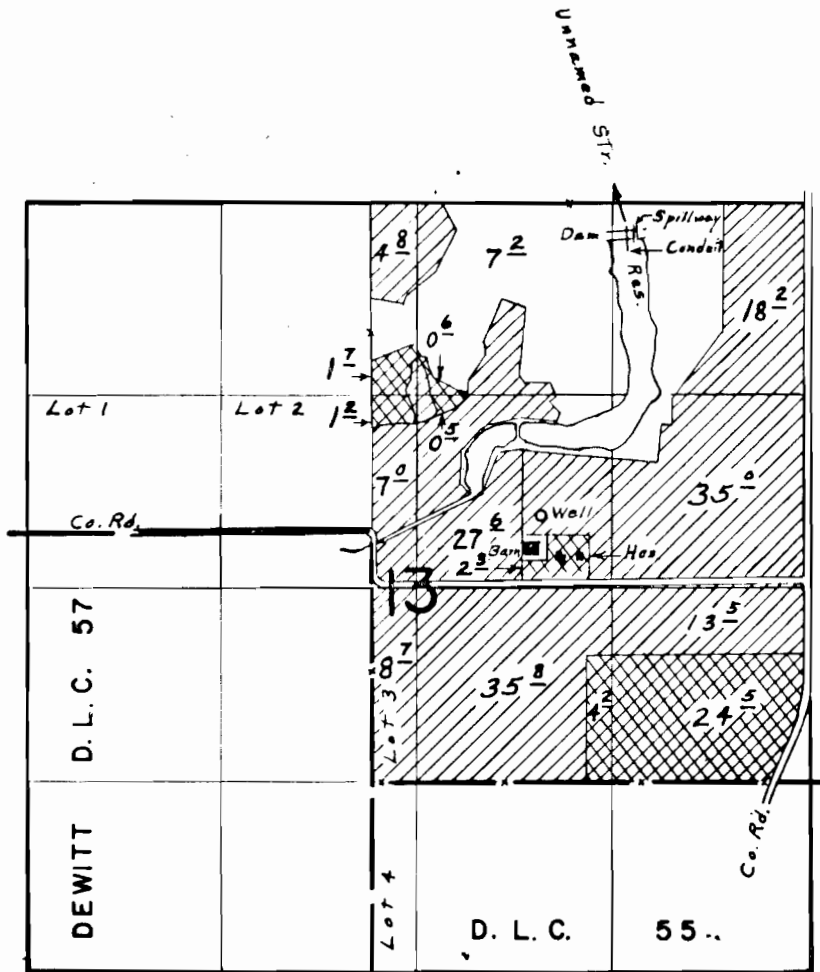 Unnamed Str.
Spillway
Dam
Conduit
Res.
4 8
7 2
18 2
0 6
1 7
Lot 1
Lot 2
1 2
0 5
7 0
35 0
Co. Rd.
Well
27 6
Barn
Hos
2 3
13
13 5
8 7
35 8
4 2
24 5
Lot 3
DEWITT D. L. C. 57
Co. Rd.
Lot 4
D. L. C. 55